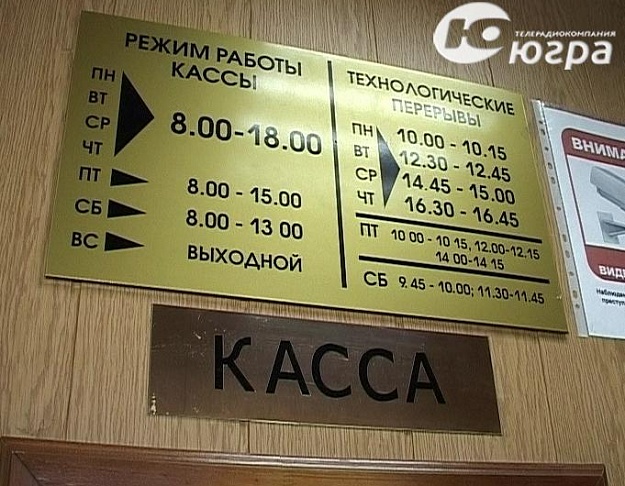 ТЕЛЕРАДИОКОМПАНИЯ
Югра
РЕЖИМ РАБОТЫ
КАССЫ
ПН
ВТ
СР
ЧТ
8.00-18.00
ПТ 8.00-15.00
СБ 8.00-13 00
ВС ВЫХОДНОЙ
ТЕХНОЛОГИЧЕСКИЕ
ПЕРЕРЫВЫ
ПН 10.00-10.15
ВТ 12.30-12.45
СР 14.45-15.00
ЧТ 16.30-16.45
ПТ 10 00-10 15, 12.00-12.15
14 00-14 15
СБ 9.45-10.00; 11.30-11.45
КАССА